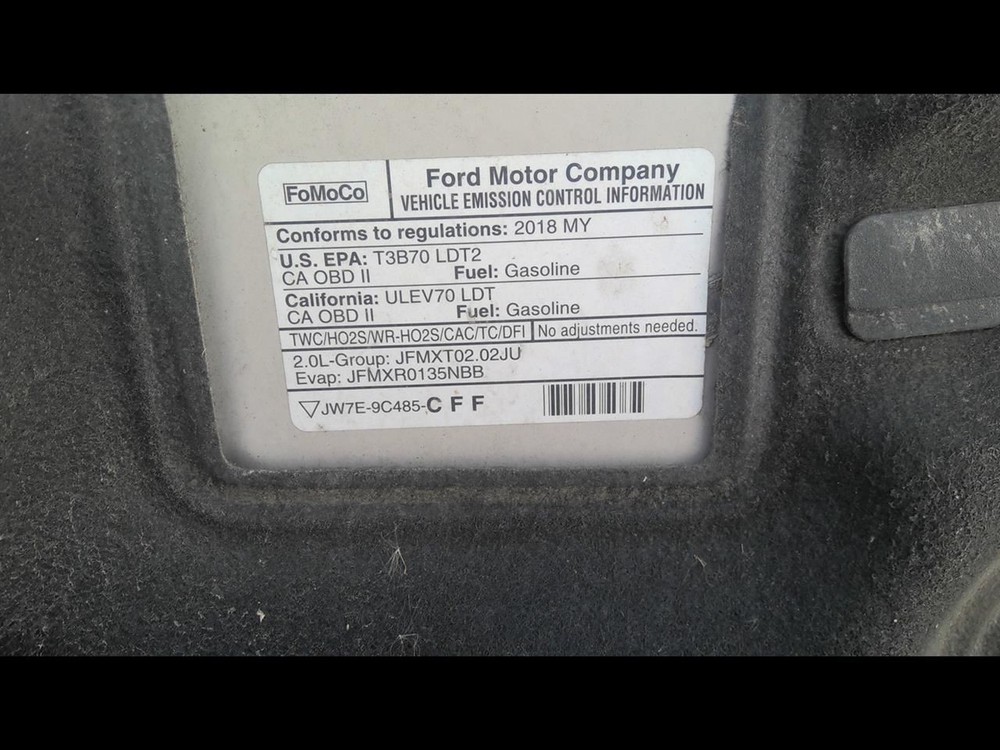 FoMoCo
Ford Motor Company
VEHICLE EMISSION CONTROL INFORMATION
Conforms to regulations: 2018 MY
U.S. EPA: T3B70 LDT2
CA OBD II Fuel: Gasoline
California: ULEV70 LDT
CA OBD II Fuel: Gasoline
TWC/HO2S/WR-HO2S/CAC/TC/DFI No adjustments needed.
2.0L-Group: JFMXT02.02JU
Evap: JFMXR0135NBB
▽JW7E-9C485-CFF